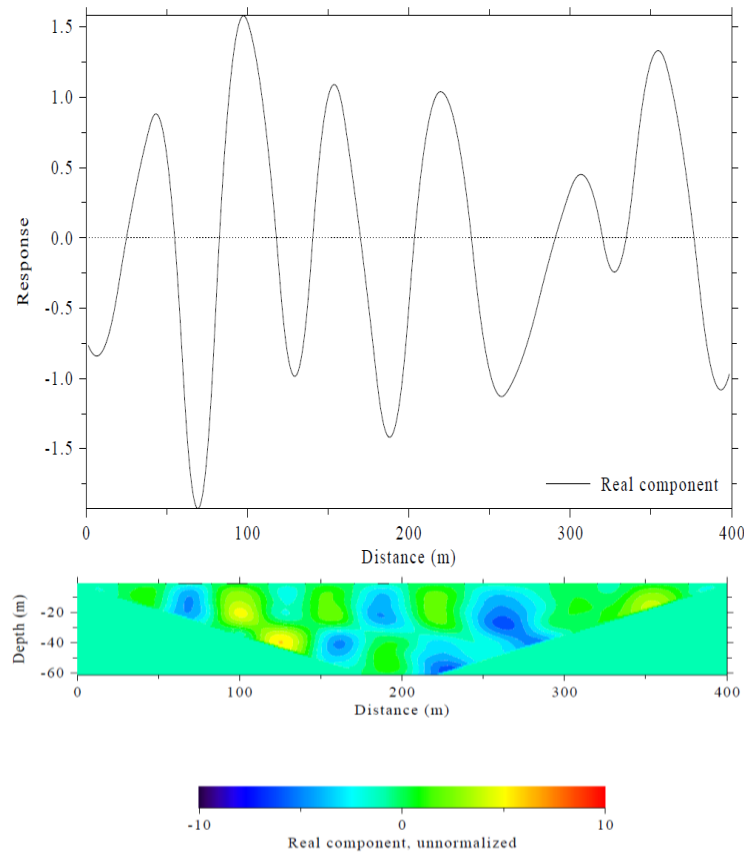 1.5
1.0
0.5
0.0
-0.5
-1.0
-1.5
Response
Real component
0 100 200 300 400
Distance (m)
Depth (m)
-20
-40
-60
0 100 200 300 400
Distance (m)
-10 0 10
Real component, unnormalized